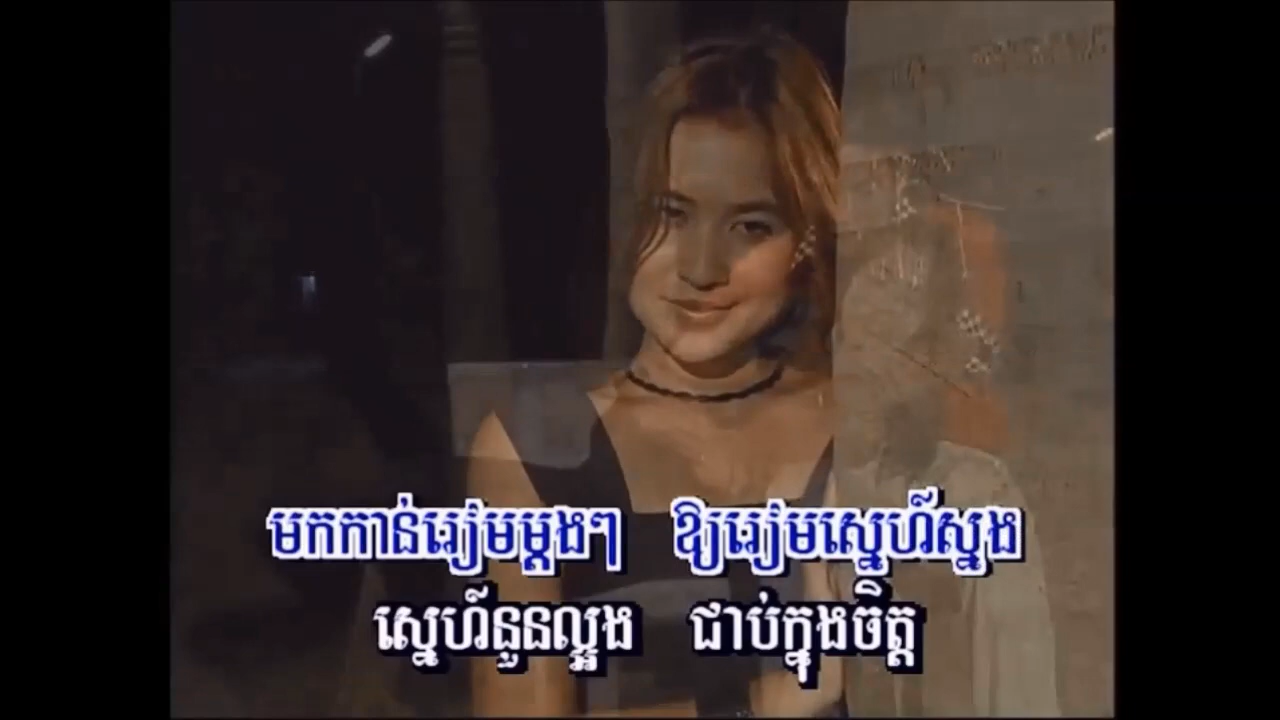 មកកាន់រៀមម្ដងៗ ឱ្យរៀមស្នេហ៍ស្នង
ស្នេហ៍នួនល្អង ជាប់ក្នុងចិត្ត